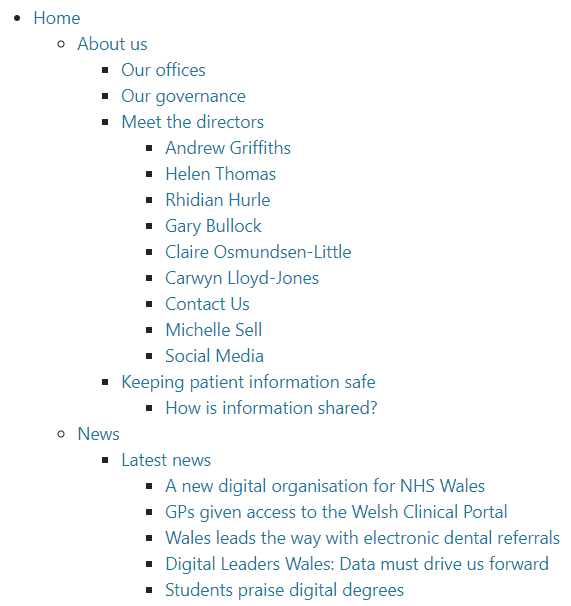 Home
About us
Our offices
Our governance
Meet the directors
Andrew Griffiths
Helen Thomas
Rhidian Hurle
Gary Bullock
Claire Osmundsen-Little
Carwyn Lloyd-Jones
Contact Us
Michelle Sell
Social Media
Keeping patient information safe
How is information shared?
News
Latest news
A new digital organisation for NHS Wales
GPs given access to the Welsh Clinical Portal
Wales leads the way with electronic dental referrals
Digital Leaders Wales: Data must drive us forward
Students praise digital degrees